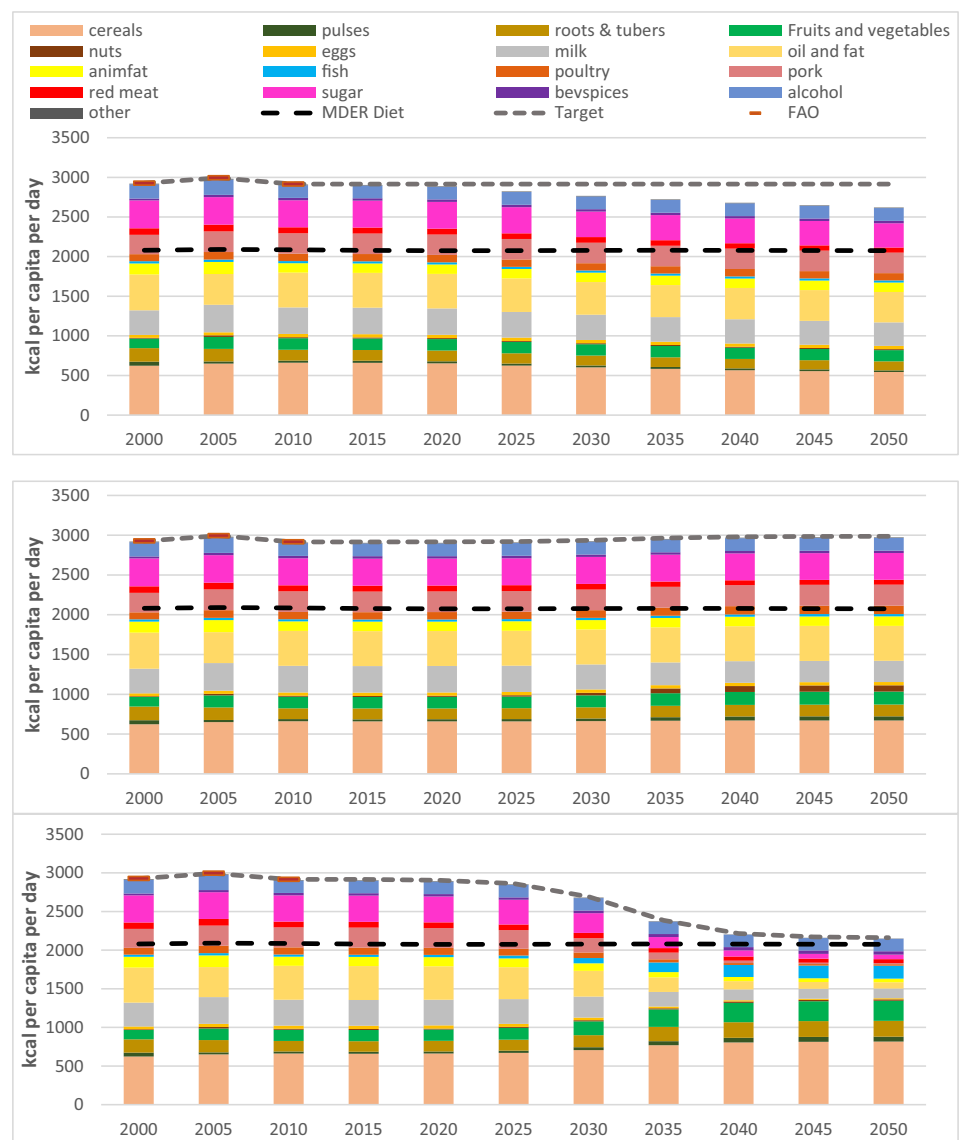 cereals pulses roots & tubers Fruits and vegetables
nuts eggs milk oil and fat
animfat fish poultry pork
red meat sugar bevspices alcohol
other MDER Diet Target FAO
kcal per capita per day
3500
3000
2500
2000
1500
1000
500
0
2000 2005 2010 2015 2020 2025 2030 2035 2040 2045 2050
kcal per capita per day
3500
3000
2500
2000
1500
1000
500
0
2000 2005 2010 2015 2020 2025 2030 2035 2040 2045 2050
kcal per capita per day
3500
3000
2500
2000
1500
1000
500
0
2000 2005 2010 2015 2020 2025 2030 2035 2040 2045 2050